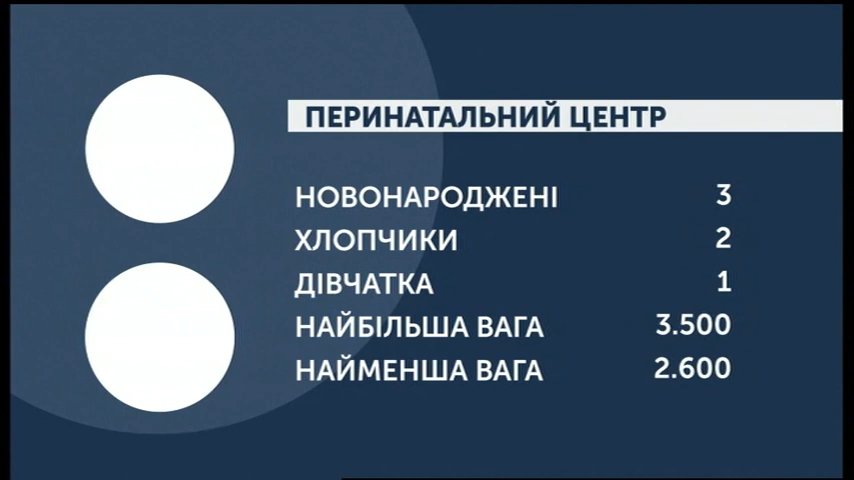 ПЕРИНАТАЛЬНИЙ ЦЕНТР
НОВОНАРОДЖЕНІ 3
ХЛОПЧИКИ 2
ДІВЧАТКА 1
НАЙБІЛЬША ВАГА 3.500
НАЙМЕНША ВАГА 2.600